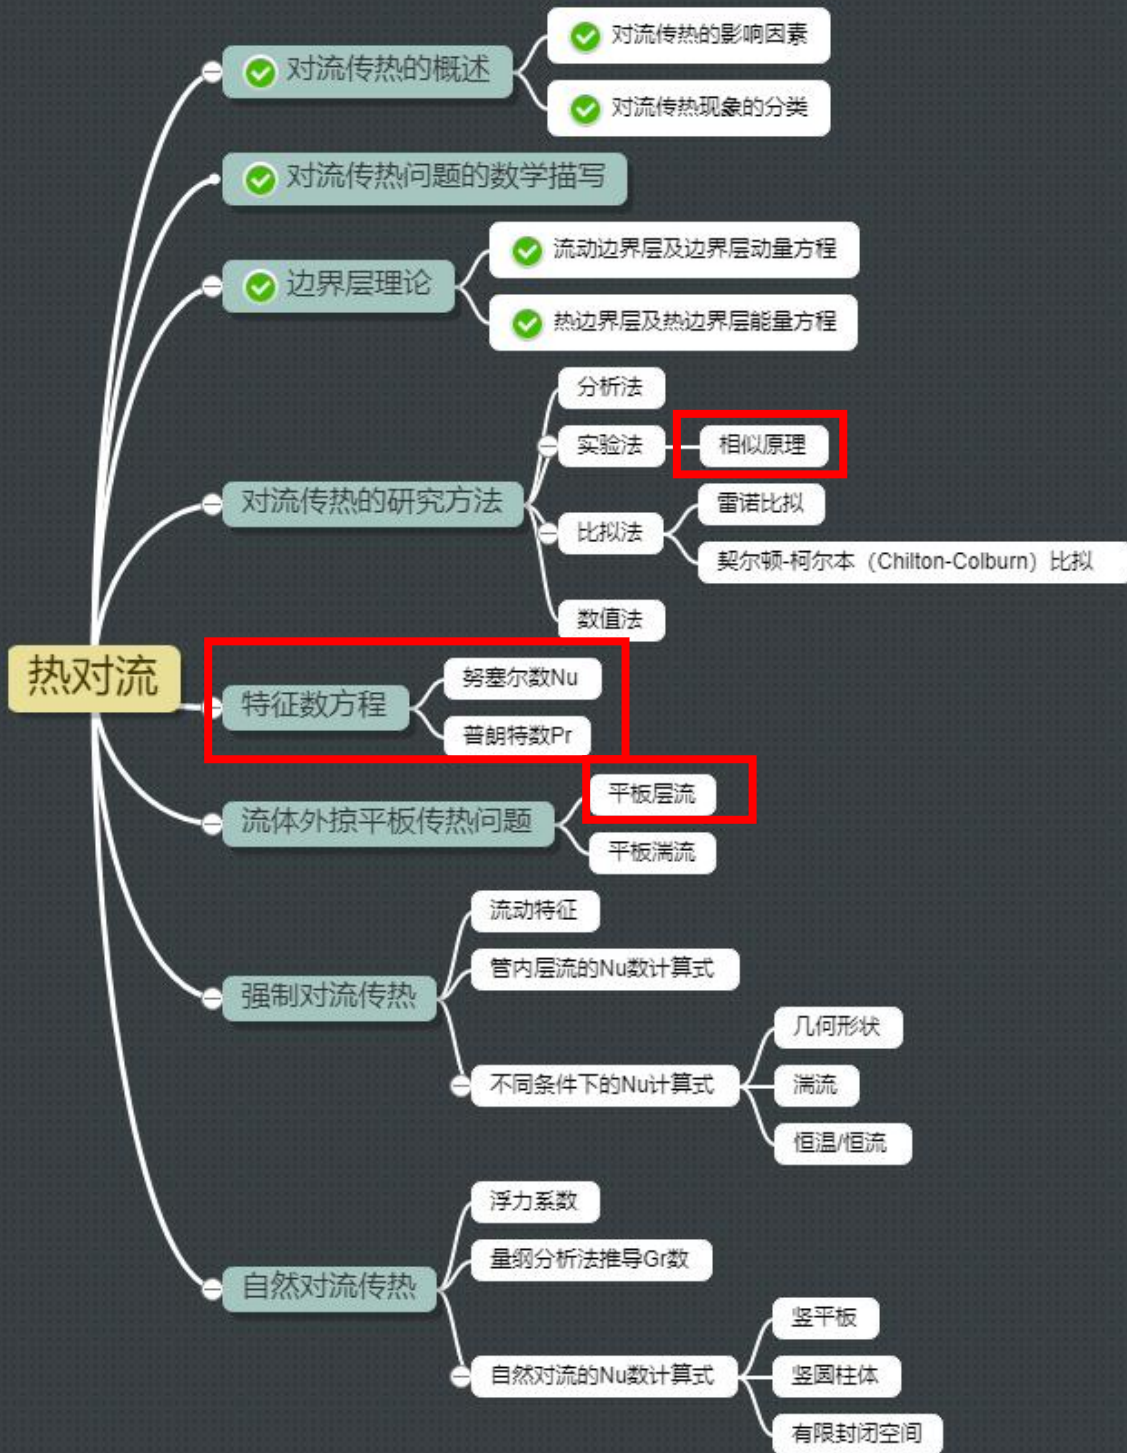 热对流
对流传热的概述
对流传热的影响因素
对流传热现象的分类
对流传热问题的数学描写
边界层理论
流动边界层及边界层动量方程
热边界层及热边界层能量方程
对流传热的研究方法
分析法
实验法
相似原理
比拟法
雷诺比拟
契尔顿-柯尔本（Chilton-Colburn）比拟
数值法
特征数方程
努塞尔数Nu
普朗特数Pr
流体外掠平板传热问题
平板层流
平板湍流
强制对流传热
流动特征
管内层流的Nu数计算式
不同条件下的Nu计算式
几何形状
湍流
恒温/恒流
自然对流传热
浮力系数
量纲分析法推导Gr数
自然对流的Nu数计算式
竖平板
竖圆柱体
有限封闭空间